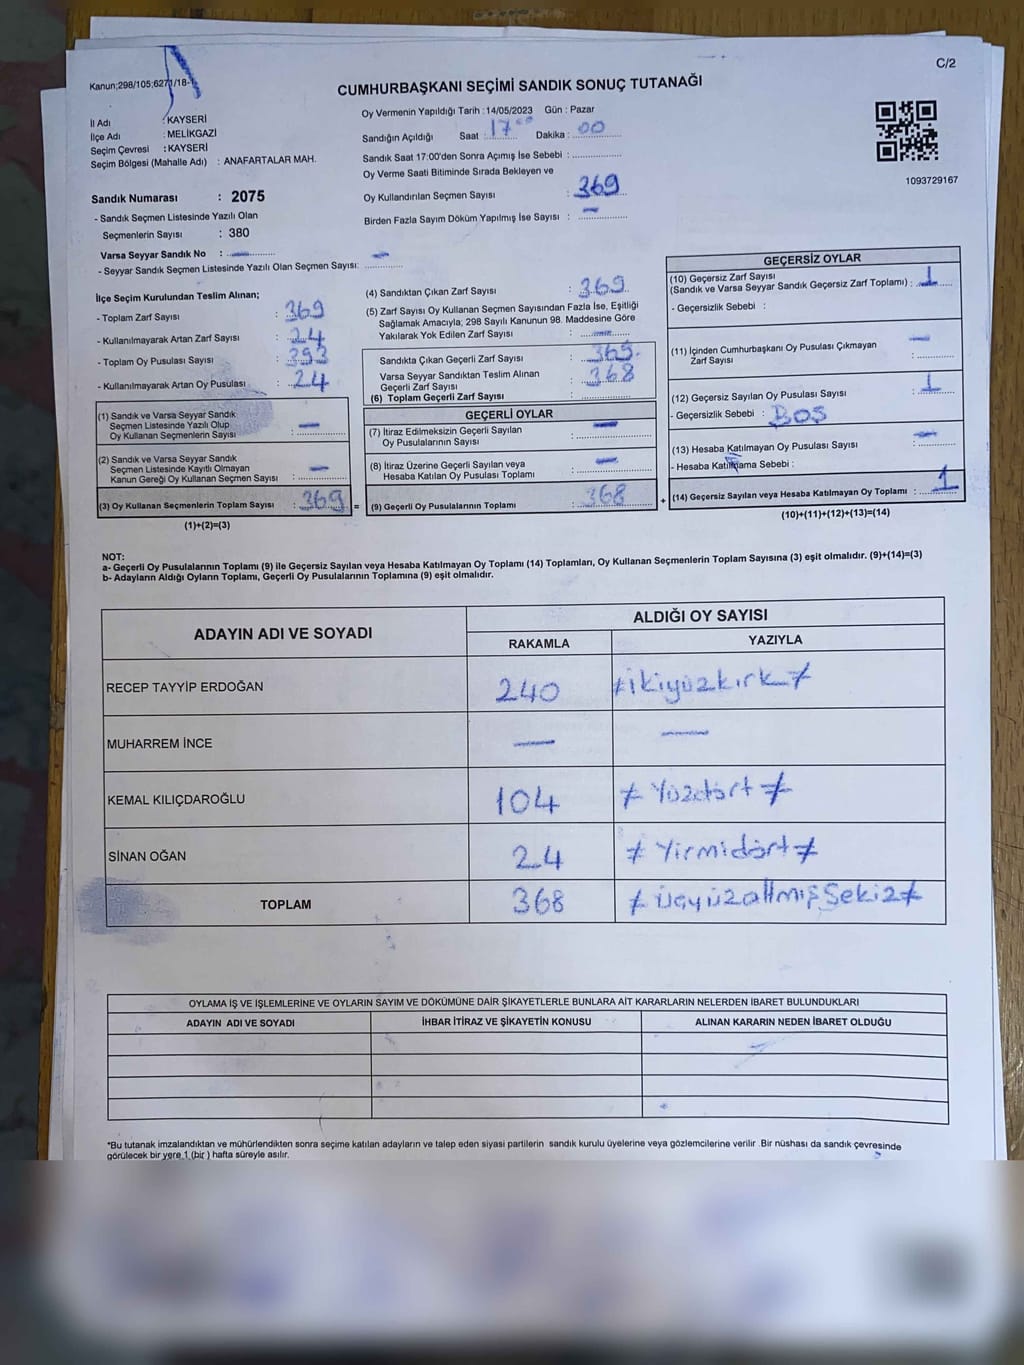 C/2
Kanun;298/105;6271/18-1
CUMHURBAŞKANI SEÇİMİ SANDIK SONUÇ TUTANAĞI
İl Adı : KAYSERİ
İlçe Adı : MELİKGAZİ
Seçim Çevresi : KAYSERİ
Seçim Bölgesi (Mahalle Adı) : ANAFARTALAR MAH.
Oy Vermenin Yapıldığı Tarih : 14/05/2023 Gün : Pazar
Sandığın Açıldığı Saat : 17 00 Dakika : 00
Sandık Saat 17:00'den Sonra Açımış İse Sebebi :
Oy Verme Saati Bitiminde Sırada Bekleyen ve
Oy Kullandırılan Seçmen Sayısı : 369
Birden Fazla Sayım Döküm Yapılmış İse Sayısı : —
1093729167
Sandık Numarası : 2075
- Sandık Seçmen Listesinde Yazılı Olan
Seçmenlerin Sayısı : 380
Varsa Seyyar Sandık No : —
- Seyyar Sandık Seçmen Listesinde Yazılı Olan Seçmen Sayısı: —
İlçe Seçim Kurulundan Teslim Alınan;
- Toplam Zarf Sayısı : 369
- Kullanılmayarak Artan Zarf Sayısı : 24
- Toplam Oy Pusulası Sayısı : 393
- Kullanılmayarak Artan Oy Pusulası : 24
(1) Sandık ve Varsa Seyyar Sandık
Seçmen Listesinde Yazılı Olup
Oy Kullanan Seçmenlerin Sayısı : —
(2) Sandık ve Varsa Seyyar Sandık
Seçmen Listesinde Kayıtlı Olmayan
Kanun Gereği Oy Kullanan Seçmen Sayısı : —
(3) Oy Kullanan Seçmenlerin Toplam Sayısı : 369 =
(1)+(2)=(3)
(4) Sandıktan Çıkan Zarf Sayısı : 369
(5) Zarf Sayısı Oy Kullanan Seçmen Sayısından Fazla İse, Eşitliği
Sağlamak Amacıyla, 298 Sayılı Kanunun 98. Maddesine Göre
Yakılarak Yok Edilen Zarf Sayısı : —
Sandıkta Çıkan Geçerli Zarf Sayısı : 369
Varsa Seyyar Sandıktan Teslim Alınan
Geçerli Zarf Sayısı : 368
(6) Toplam Geçerli Zarf Sayısı :
GEÇERLİ OYLAR
(7) İtiraz Edilmeksizin Geçerli Sayılan
Oy Pusulalarının Sayısı : —
(8) İtiraz Üzerine Geçerli Sayılan veya
Hesaba Katılan Oy Pusulası Toplamı : —
(9) Geçerli Oy Pusulalarının Toplamı : 368 +
GEÇERSİZ OYLAR
(10) Geçersiz Zarf Sayısı
(Sandık ve Varsa Seyyar Sandık Geçersiz Zarf Toplamı) : 1
- Geçersizlik Sebebi :
(11) İçinden Cumhurbaşkanı Oy Pusulası Çıkmayan
Zarf Sayısı : —
(12) Geçersiz Sayılan Oy Pusulası Sayısı : 1
- Geçersizlik Sebebi : BOŞ
(13) Hesaba Katılmayan Oy Pusulası Sayısı : —
- Hesaba Katılmama Sebebi :
(14) Geçersiz Sayılan veya Hesaba Katılmayan Oy Toplamı : 1
(10)+(11)+(12)+(13)=(14)
NOT:
a- Geçerli Oy Pusulalarının Toplamı (9) ile Geçersiz Sayılan veya Hesaba Katılmayan Oy Toplamı (14) Toplamları, Oy Kullanan Seçmenlerin Toplam Sayısına (3) eşit olmalıdır. (9)+(14)=(3)
b- Adayların Aldığı Oyların Toplamı, Geçerli Oy Pusulalarının Toplamına (9) eşit olmalıdır.
ADAYIN ADI VE SOYADI ALDIĞI OY SAYISI
RAKAMLA YAZIYLA
RECEP TAYYİP ERDOĞAN 240 ≠ikiyüzkırk≠
MUHARREM İNCE — —
KEMAL KILIÇDAROĞLU 104 ≠Yüzdört≠
SİNAN OĞAN 24 ≠Yirmidört≠
TOPLAM 368 ≠Üçyüzaltmışsekiz≠
OYLAMA İŞ VE İŞLEMLERİNE VE OYLARIN SAYIM VE DÖKÜMÜNE DAİR ŞİKAYETLERLE BUNLARA AİT KARARLARIN NELERDEN İBARET BULUNDUKLARI
ADAYIN ADI VE SOYADI İHBAR İTİRAZ VE ŞİKAYETİN KONUSU ALINAN KARARIN NEDEN İBARET OLDUĞU
*Bu tutanak imzalandıktan ve mühürlendikten sonra seçime katılan adayların ve talep eden siyasi partilerin sandık kurulu üyelerine veya gözlemcilerine verilir .Bir nüshası da sandık çevresinde
görülecek bir yere 1 (bir ) hafta süreyle asılır.